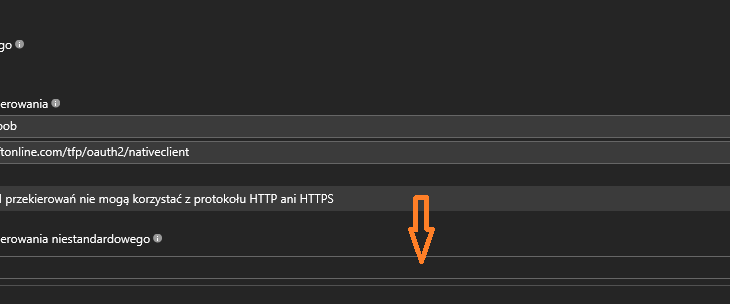 go
erowania
oob
tonline.com/tfp/oauth2/nativeclient
I przekierowań nie mogą korzystać z protokołu HTTP ani HTTPS
erowania niestandardowego